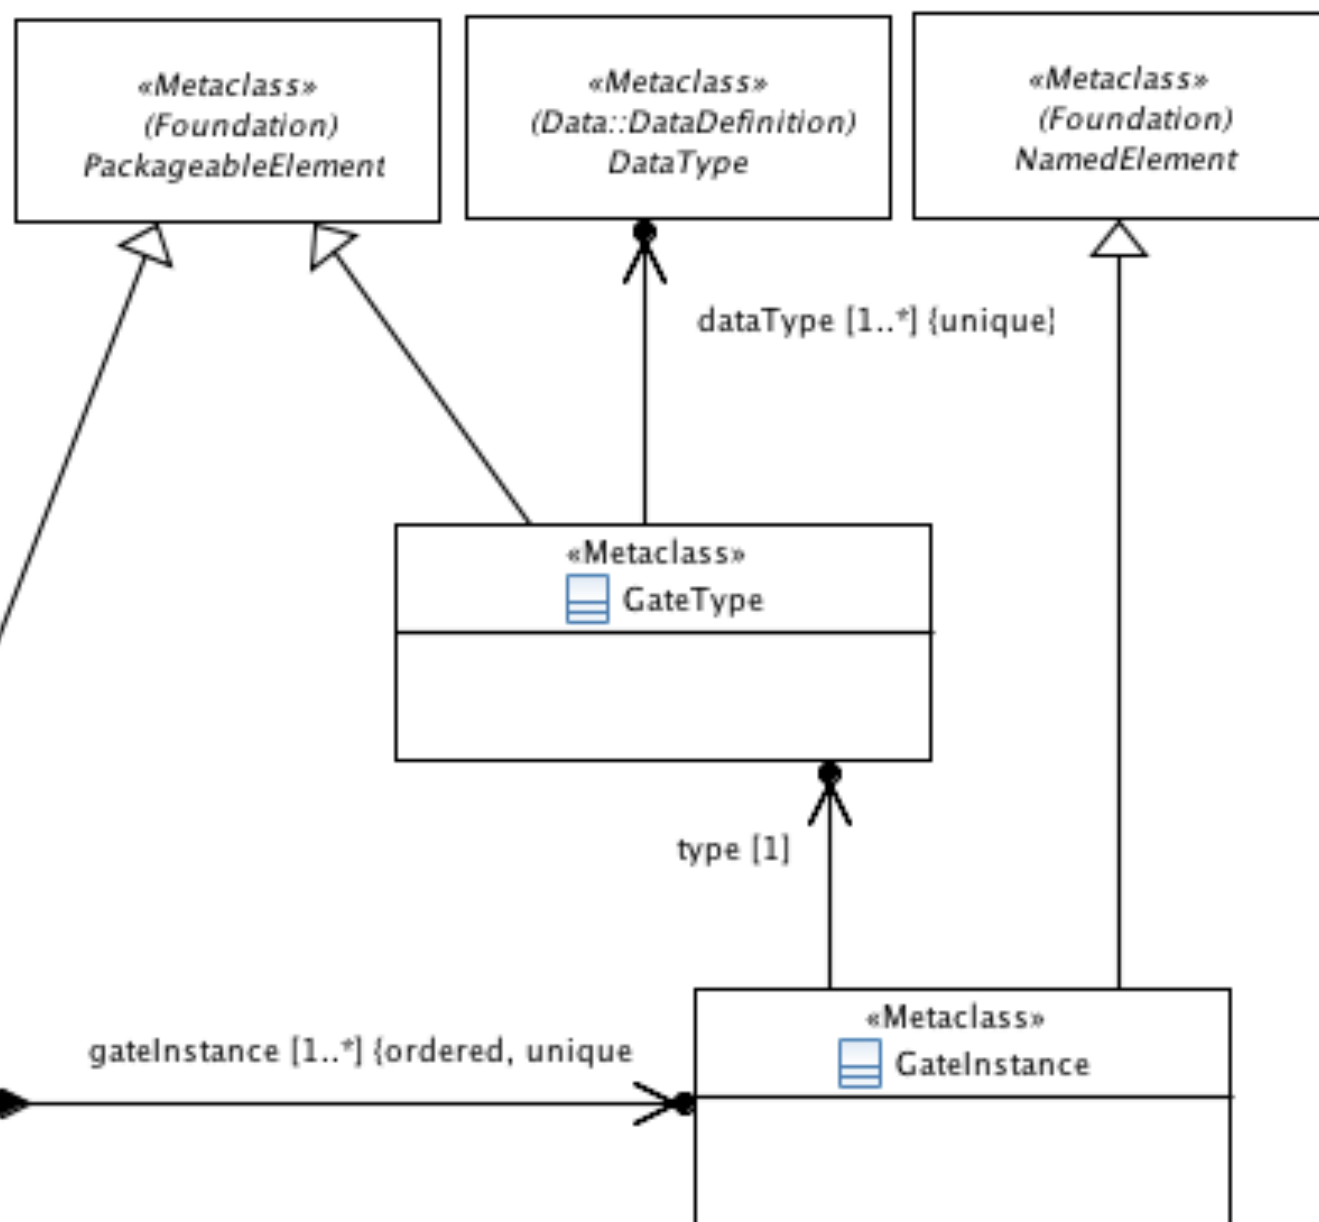 «Metaclass»
(Foundation)
PackageableElement
«Metaclass»
(Data::DataDefinition)
DataType
«Metaclass»
(Foundation)
NamedElement
dataType [1..*] {unique}
«Metaclass»
GateType
type [1]
gateInstance [1..*] {ordered, unique
«Metaclass»
GateInstance